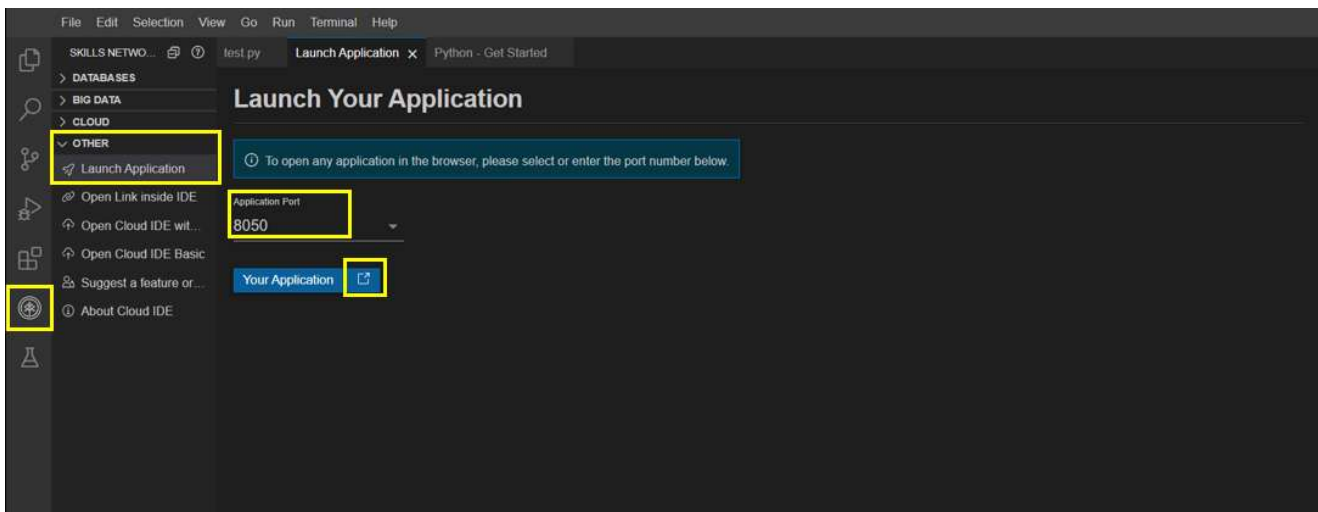 File Edit Selection View Go Run Terminal Help
SKILLS NETWO...
test.py Launch Application Python - Get Started
DATABASES
BIG DATA
CLOUD
OTHER
Launch Application
Open Link inside IDE
Open Cloud IDE wit...
Open Cloud IDE Basic
Suggest a feature or...
About Cloud IDE
Launch Your Application
To open any application in the browser, please select or enter the port number below.
Application Port
8050
Your Application